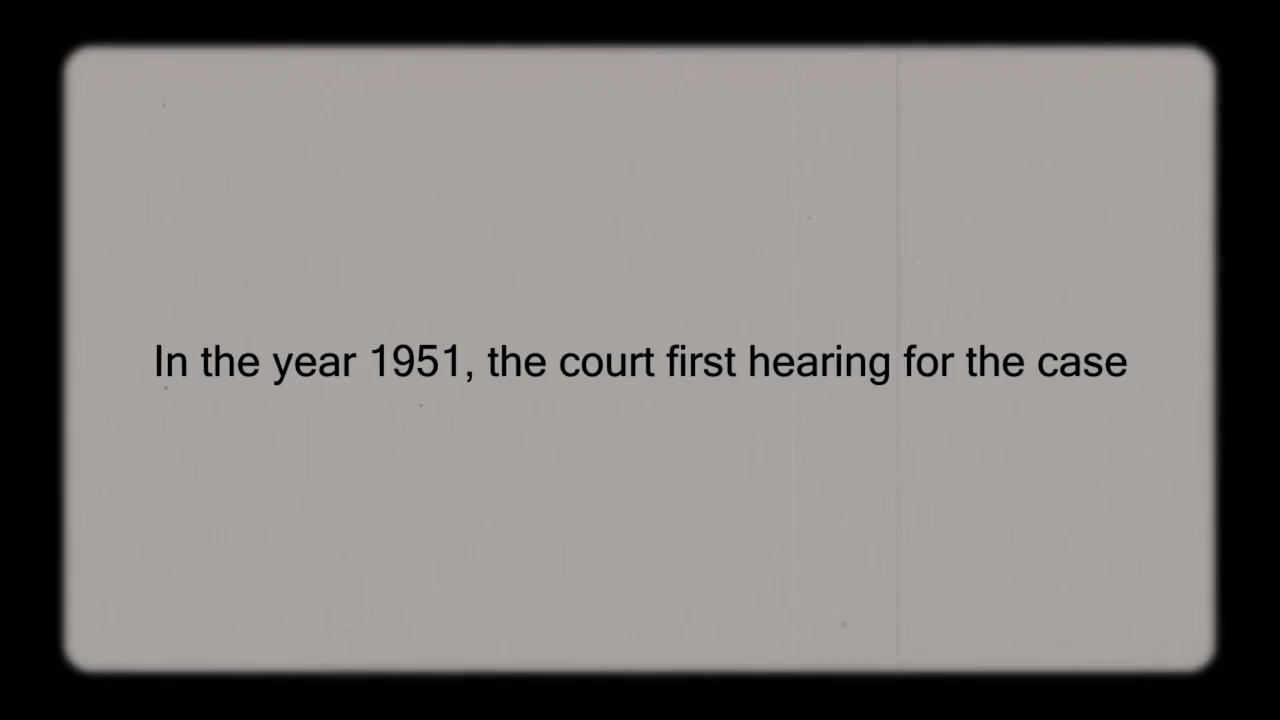 In the year 1951, the court first hearing for the case